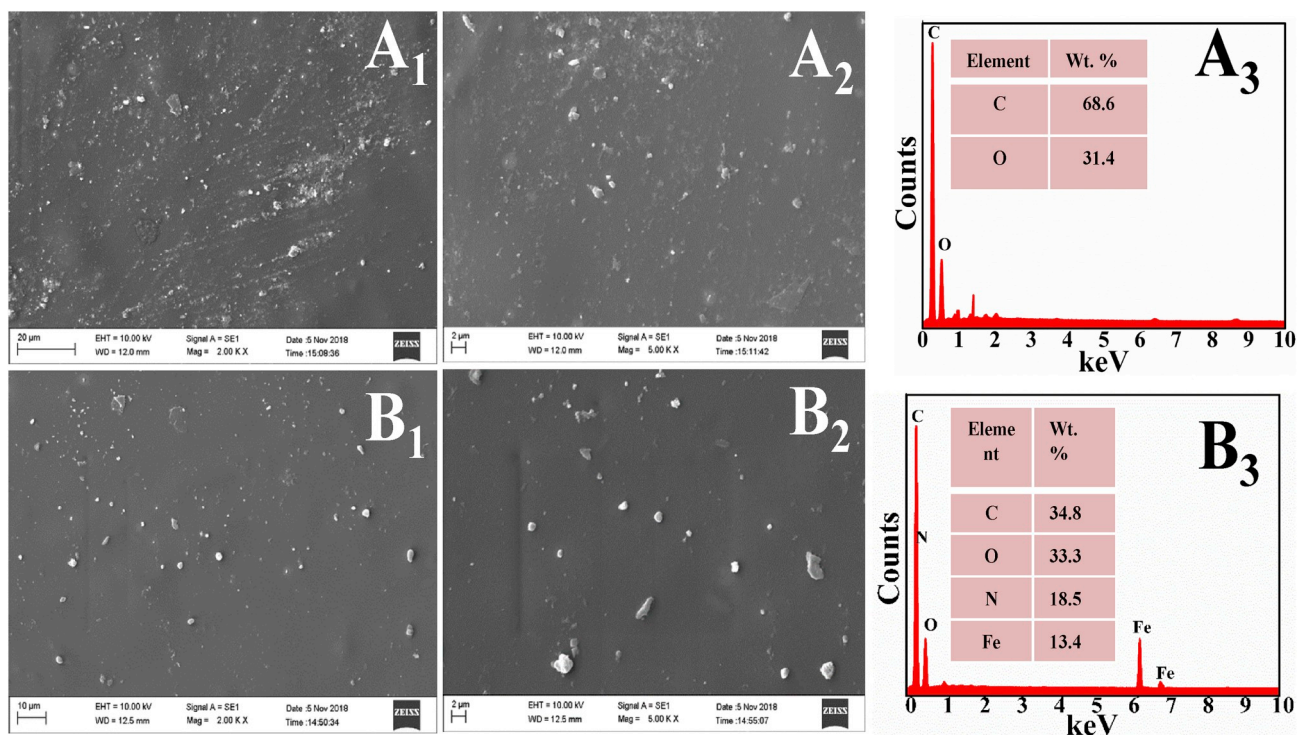 A1
20 µm
EHT = 10.00 kV
WD = 12.0 mm
Signal A = SE1
Mag = 2.00 K X
Date :5 Nov 2018
Time :15:08:36
ZEISS
A2
2 µm
EHT = 10.00 kV
WD = 12.0 mm
Signal A = SE1
Mag = 5.00 K X
Date :5 Nov 2018
Time :15:11:42
ZEISS
A3
C
Element Wt. %
C 68.6
O 31.4
O
Counts
0 1 2 3 4 5 6 7 8 9 10
keV
B1
10 µm
EHT = 10.00 kV
WD = 12.5 mm
Signal A = SE1
Mag = 2.00 K X
Date :5 Nov 2018
Time :14:50:34
ZEISS
B2
2 µm
EHT = 10.00 kV
WD = 12.5 mm
Signal A = SE1
Mag = 5.00 K X
Date :5 Nov 2018
Time :14:55:07
ZEISS
B3
C
N
O
Eleme Wt.
nt %
C 34.8
O 33.3
N 18.5
Fe 13.4
Fe
Fe
Counts
0 1 2 3 4 5 6 7 8 9 10
keV